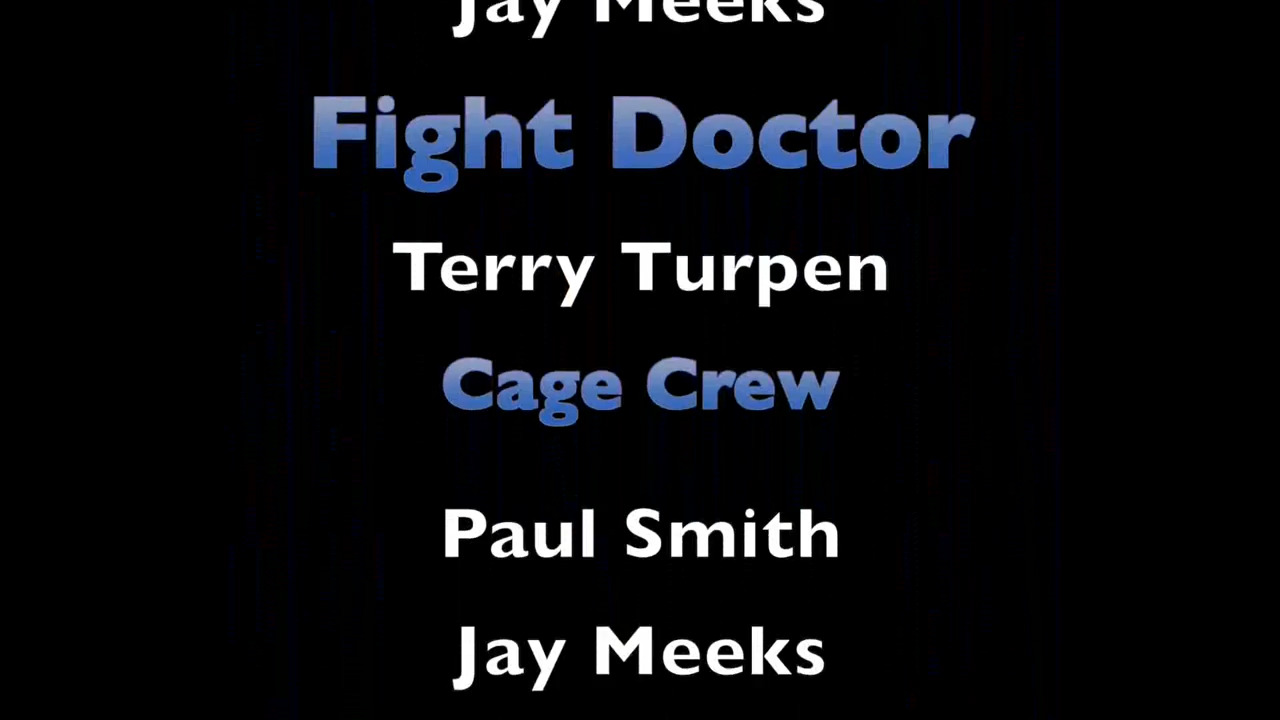 Jay Meeks
Fight Doctor
Terry Turpen
Cage Crew
Paul Smith
Jay Meeks